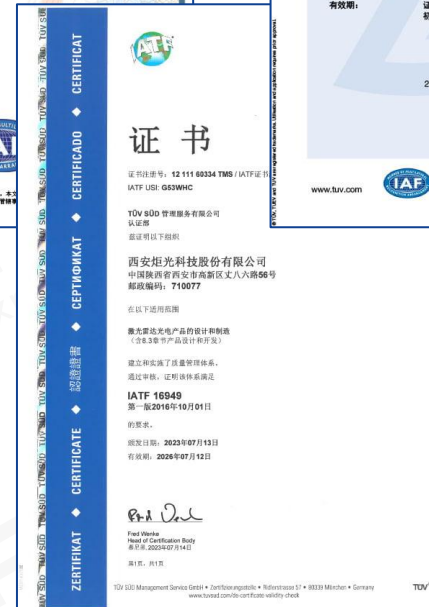 有效期：
www.tuv.com
IAF
IATF
证 书
证书注册号：12 111 60334 TMS / IATF证书
IATF USI: G53WHC
TÜV SÜD 管理服务有限公司
认证部
兹证明以下组织
西安炬光科技股份有限公司
中国陕西省西安市高新区丈八六路56号
邮政编码：710077
在以下适用范围
激光雷达光电产品的设计和制造
（含8.3章节产品设计和开发）
建立和实施了质量管理体系。
通过审核，证明该体系满足
IATF 16949
第一版2016年10月01日
的要求。
颁发日期：2023年07月13日
有效期：2026年07月12日
Fred Wenke
Head of Certification Body
慕尼黑, 2023年07月14日
第1页，共1页
TÜV SÜD Management Service GmbH • Zertifizierungsstelle • Ridlerstrasse 57 • 80339 München • Germany
www.tuvsud.com/de-certificate-validity-check
TÜV
ZERTIFIKAT ◆ CERTIFICATE ◆ 認證證書 ◆ СЕРТИФИКАТ ◆ CERTIFICADO ◆ CERTIFICAT